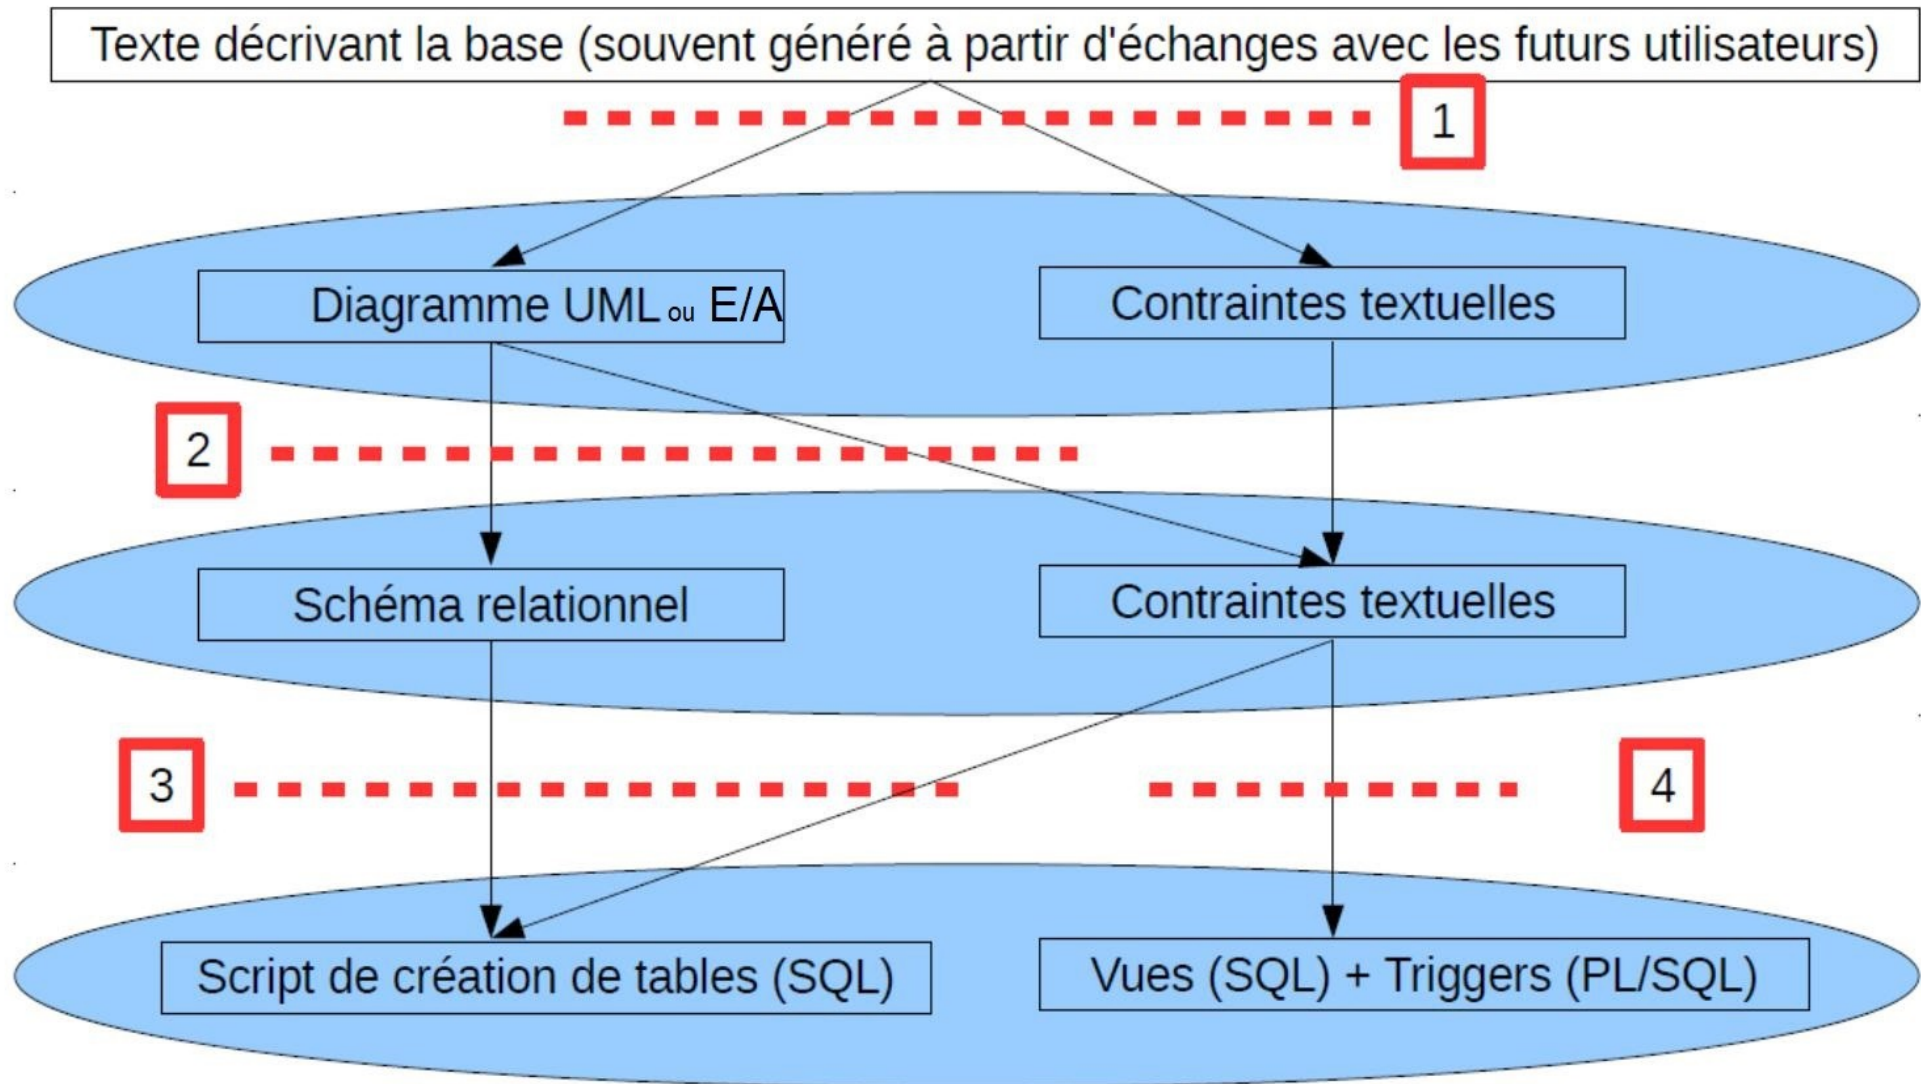 Texte décrivant la base (souvent généré à partir d'échanges avec les futurs utilisateurs)
1
Diagramme UML ou E/A
Contraintes textuelles
2
Schéma relationnel
Contraintes textuelles
3
4
Script de création de tables (SQL)
Vues (SQL) + Triggers (PL/SQL)